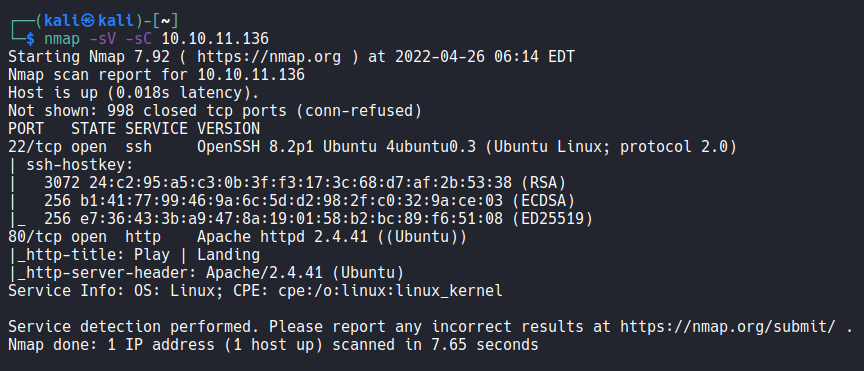 ┌──(kali㉿kali)-[~]
└─$ nmap -sV -sC 10.10.11.136
Starting Nmap 7.92 ( https://nmap.org ) at 2022-04-26 06:14 EDT
Nmap scan report for 10.10.11.136
Host is up (0.018s latency).
Not shown: 998 closed tcp ports (conn-refused)
PORT   STATE SERVICE VERSION
22/tcp open  ssh     OpenSSH 8.2p1 Ubuntu 4ubuntu0.3 (Ubuntu Linux; protocol 2.0)
| ssh-hostkey:
|   3072 24:c2:95:a5:c3:0b:3f:f3:17:3c:68:d7:af:2b:53:38 (RSA)
|   256 b1:41:77:99:46:9a:6c:5d:d2:98:2f:c0:32:9a:ce:03 (ECDSA)
|_  256 e7:36:43:3b:a9:47:8a:19:01:58:b2:bc:89:f6:51:08 (ED25519)
80/tcp open  http    Apache httpd 2.4.41 ((Ubuntu))
|_http-title: Play | Landing
|_http-server-header: Apache/2.4.41 (Ubuntu)
Service Info: OS: Linux; CPE: cpe:/o:linux:linux_kernel

Service detection performed. Please report any incorrect results at https://nmap.org/submit/ .
Nmap done: 1 IP address (1 host up) scanned in 7.65 seconds